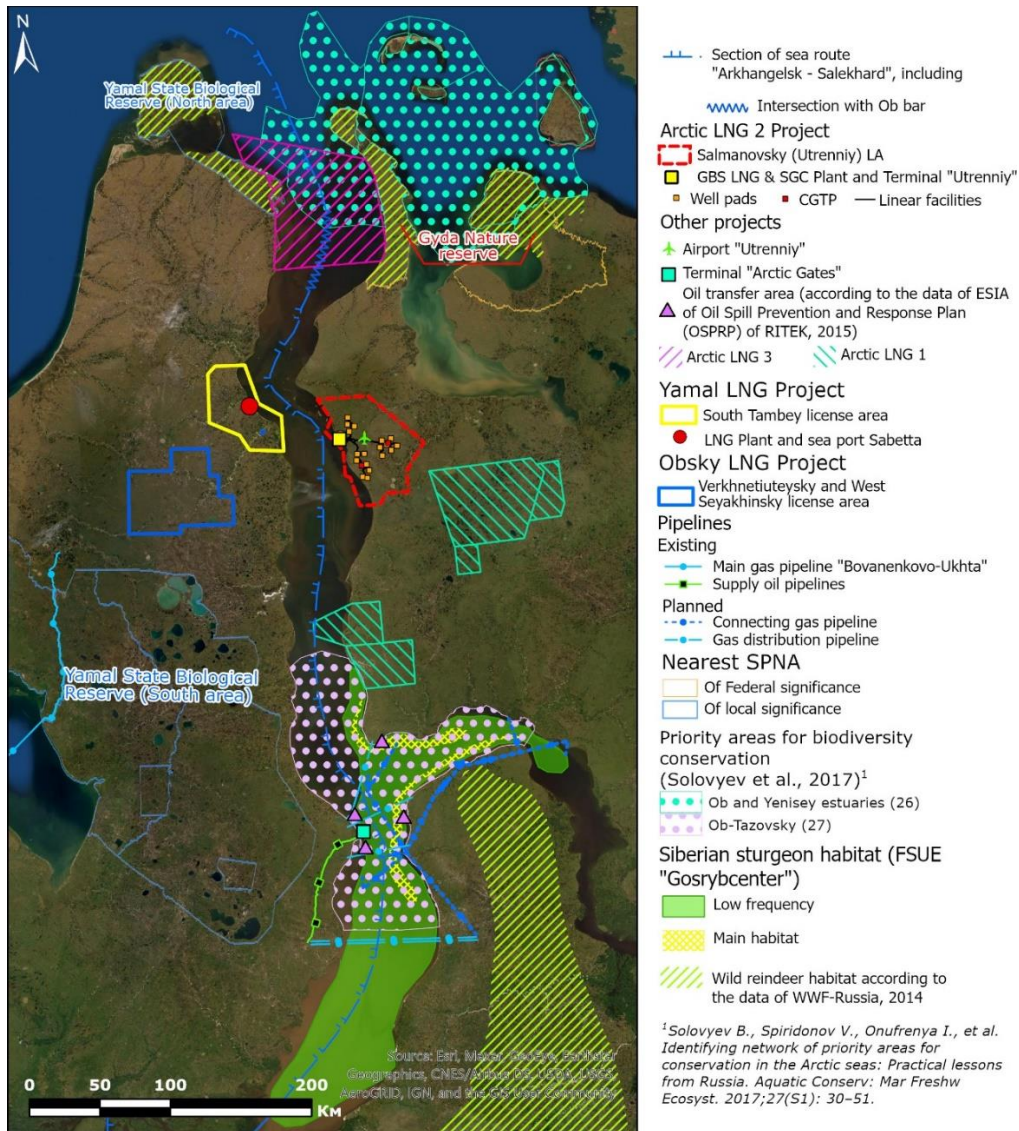 N
Yamal State Biological
Reserve (North area)
Gyda Nature
reserve
Yamal State Biological
Reserve (South area)
Source: Esri, Maxar, GeoEye, Earthstar
Geographics, CNES/Airbus DS, USDA, USGS,
AeroGRID, IGN, and the GIS User Community
0 50 100 200
Км
Section of sea route
"Arkhangelsk - Salekhard", including
Intersection with Ob bar
Arctic LNG 2 Project
Salmanovsky (Utrenniy) LA
GBS LNG & SGC Plant and Terminal "Utrenniy"
Well pads CGTP Linear facilities
Other projects
Airport "Utrenniy"
Terminal "Arctic Gates"
Oil transfer area (according to the data of ESIA
of Oil Spill Prevention and Response Plan
(OSPRP) of RITEK, 2015)
Arctic LNG 3 Arctic LNG 1
Yamal LNG Project
South Tambey license area
LNG Plant and sea port Sabetta
Obsky LNG Project
Verkhnetiuteysky and West
Seyakhinsky license area
Pipelines
Existing
Main gas pipeline "Bovanenkovo-Ukhta"
Supply oil pipelines
Planned
Connecting gas pipeline
Gas distribution pipeline
Nearest SPNA
Of Federal significance
Of local significance
Priority areas for biodiversity
conservation
(Solovyev et al., 2017)¹
Ob and Yenisey estuaries (26)
Ob-Tazovsky (27)
Siberian sturgeon habitat (FSUE
"Gosrybcenter")
Low frequency
Main habitat
Wild reindeer habitat according to
the data of WWF-Russia, 2014
¹Solovyev B., Spiridonov V., Onufrenya I., et al.
Identifying network of priority areas for
conservation in the Arctic seas: Practical lessons
from Russia. Aquatic Conserv: Mar Freshw
Ecosyst. 2017;27(S1): 30–51.